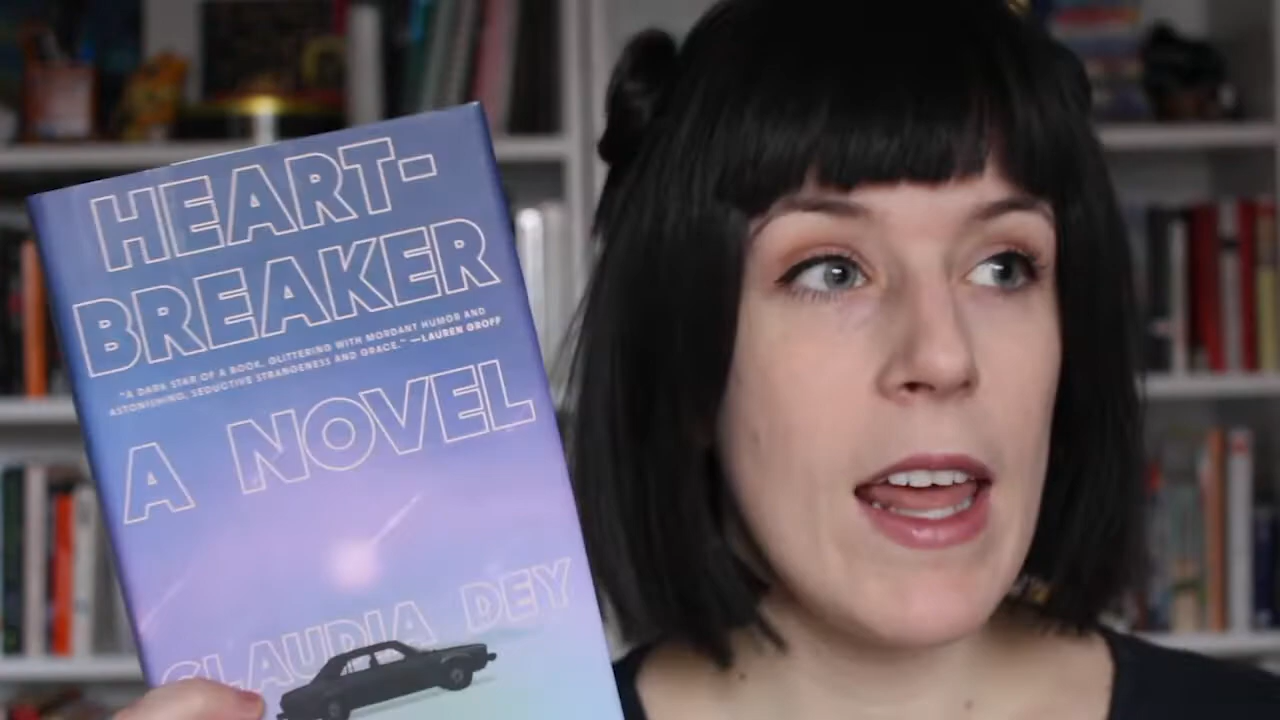 HEART-
BREAKER
"A DARK STAR OF A BOOK, GLITTERING WITH MORDANT HUMOR AND
ASTONISHING, SEDUCTIVE STRANGENESS AND GRACE." —LAUREN GROFF
A NOVEL
CLAUDIA DEY